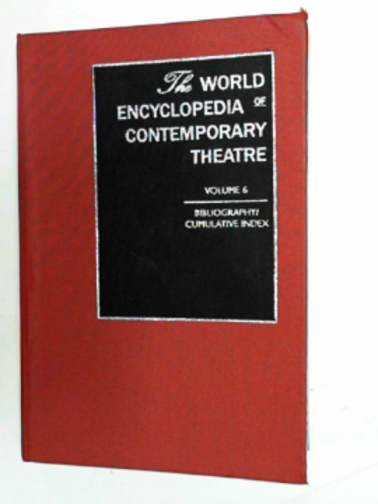 The WORLD
ENCYCLOPEDIA OF
CONTEMPORARY
THEATRE
VOLUME 6
BIBLIOGRAPHY/
CUMULATIVE INDEX